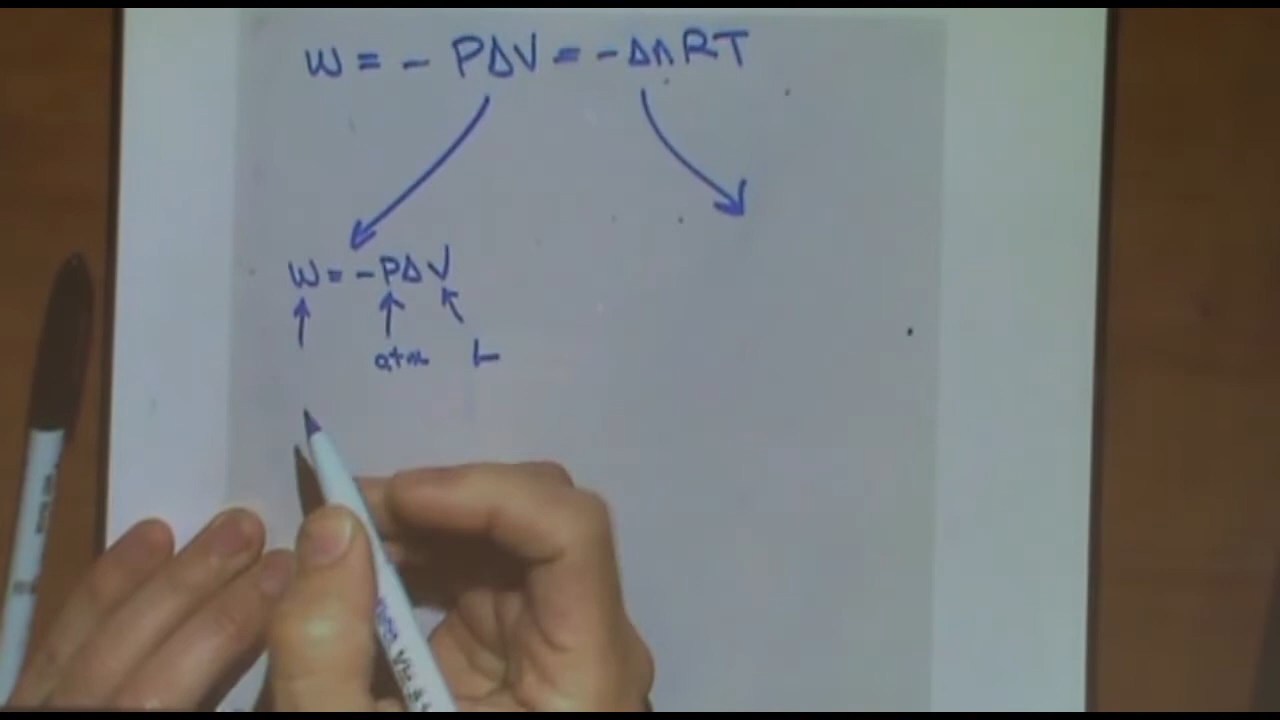 W = - PΔV = - ΔnRT
W = - PΔV
atm L